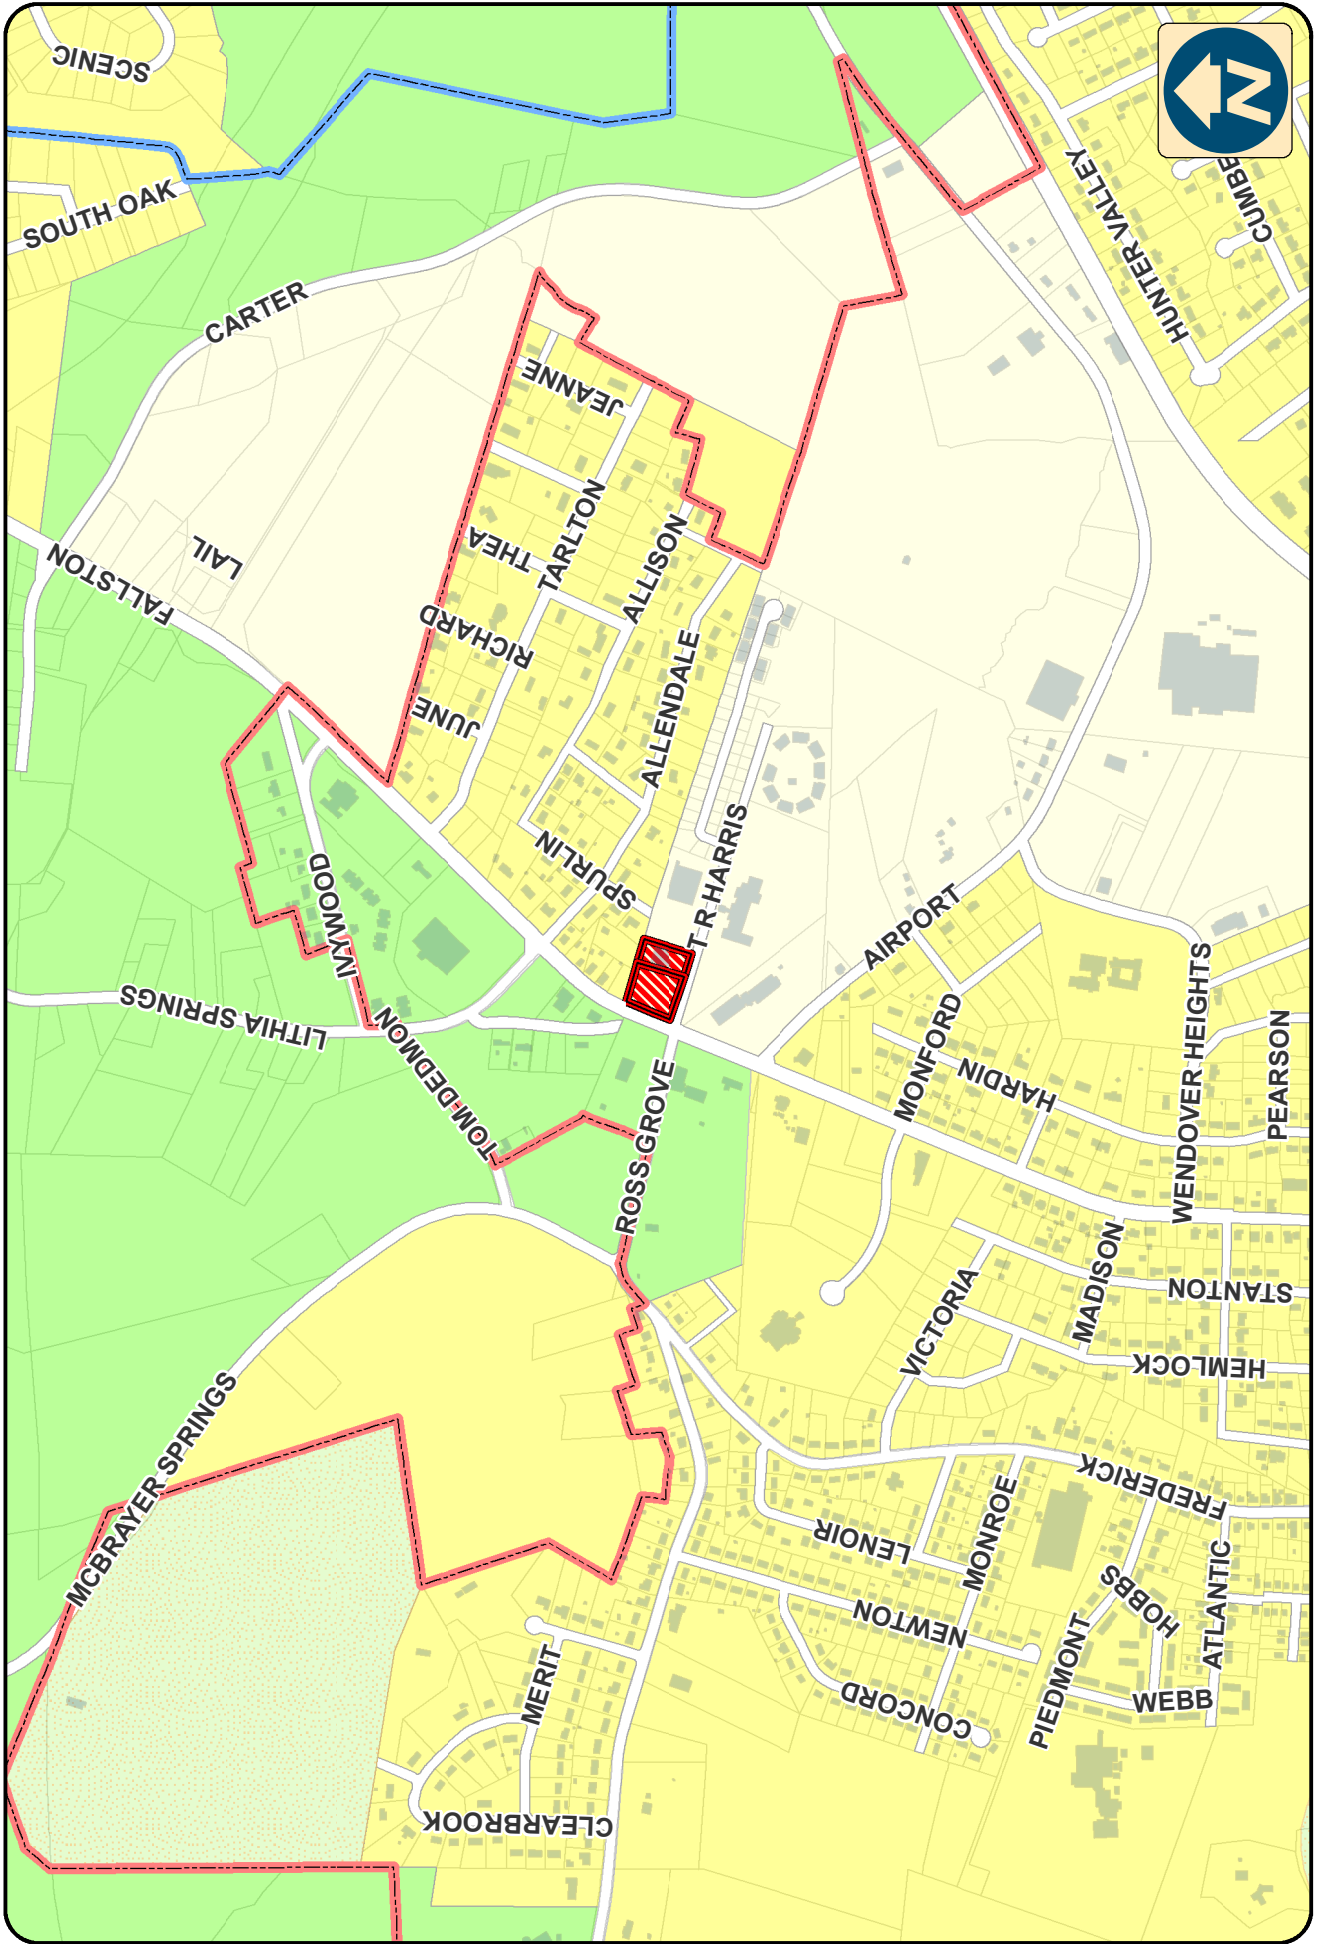 SCENIC
SOUTH OAK
CARTER
HUNTER VALLEY
CUMBE
N
JEANNE
FALLSTON
LAIL
THEA
TARLTON
ALLISON
RICHARD
JUNE
ALLENDALE
SPURLIN
T R HARRIS
IVYWOOD
AIRPORT
LITHIA SPRINGS
TOM DEDMON
ROSS GROVE
MONFORD
HARDIN
WENDOVER HEIGHTS
PEARSON
MADISON
STANTON
VICTORIA
HEMLOCK
MCBRAYER SPRINGS
FREDERICK
LENOIR
MONROE
NEWTON
HOBBS
ATLANTIC
CONCORD
PIEDMONT
WEBB
MERIT
CLEARBROOK